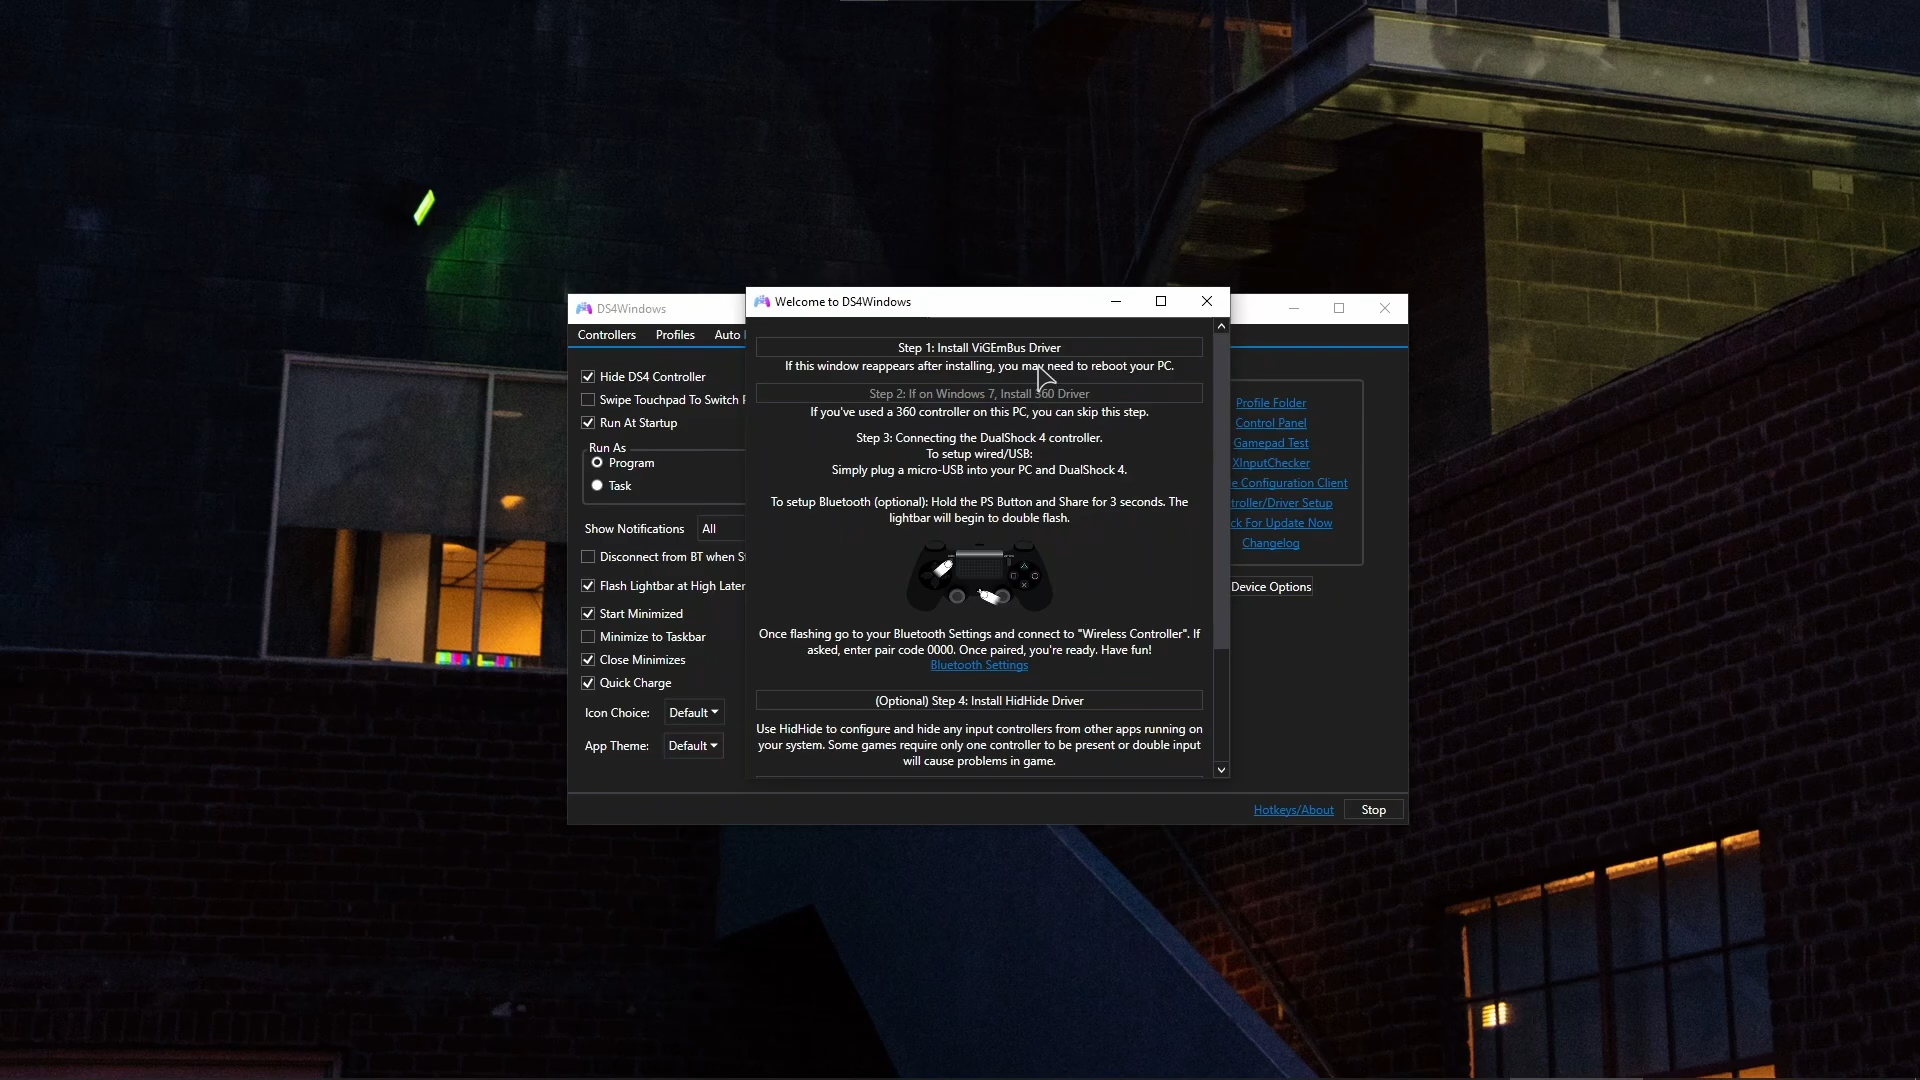 DS4Windows
Controllers Profiles Auto
Hide DS4 Controller
Swipe Touchpad To Switch
Run At Startup
Run As
Program
Task
Show Notifications All
Disconnect from BT when
Flash Lightbar at High
Start Minimized
Minimize to Taskbar
Close Minimizes
Quick Charge
Icon Choice: Default
App Theme: Default
Welcome to DS4Windows
Step 1: Install ViGEmBus Driver
If this window reappears after installing, you may need to reboot your PC.
Step 2: If on Windows 7, Install 360 Driver
If you've used a 360 controller on this PC, you can skip this step.
Step 3: Connecting the DualShock 4 controller.
To setup wired/USB:
Simply plug a micro-USB into your PC and DualShock 4.
To setup Bluetooth (optional): Hold the PS Button and Share for 3 seconds. The
lightbar will begin to double flash.
Once flashing go to your Bluetooth Settings and connect to "Wireless Controller". If
asked, enter pair code 0000. Once paired, you're ready. Have fun!
Bluetooth Settings
(Optional) Step 4: Install HidHide Driver
Use HidHide to configure and hide any input controllers from other apps running on
your system. Some games require only one controller to be present or double input
will cause problems in game.
Profile Folder
Control Panel
Gamepad Test
XInputChecker
e Configuration Client
troller/Driver Setup
ck For Update Now
Changelog
Device Options
Hotkeys/About Stop